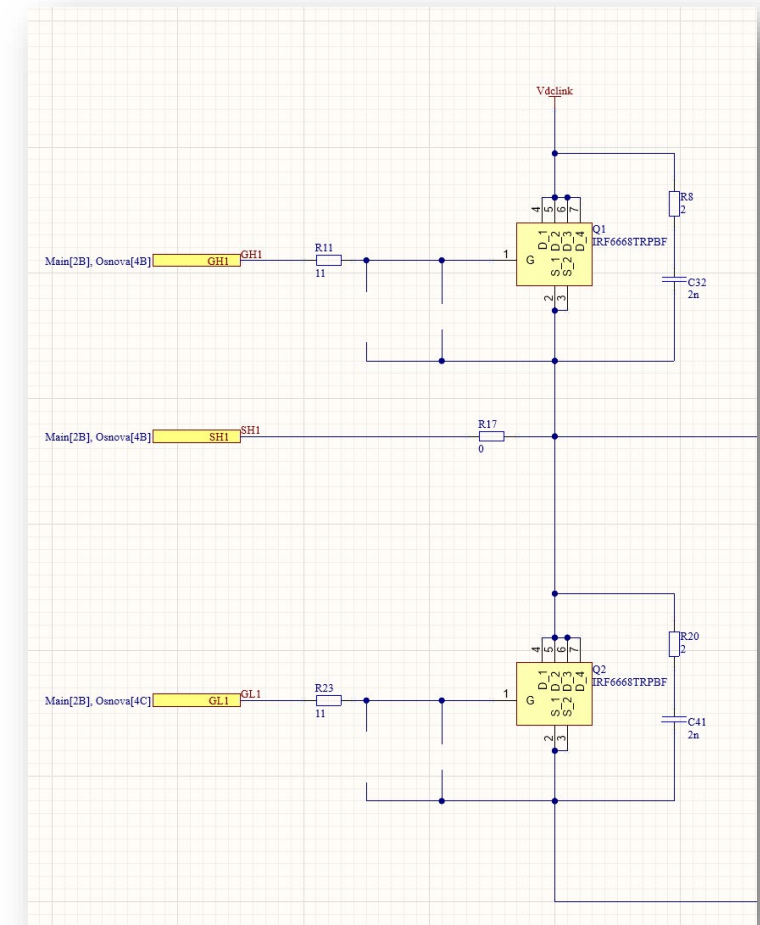 Vdclink
R8
2
4 5 6 7
D_1 D_2 D_3 D_4
Q1
IRF6668TRPBF
GH1
Main[2B], Osnova[4B] GH1
R11
11
1
G
S_1 S_2
2 3
C32
2n
SH1
Main[2B], Osnova[4B] SH1
R17
0
R20
2
4 5 6 7
D_1 D_2 D_3 D_4
Q2
IRF6668TRPBF
GL1
Main[2B], Osnova[4C] GL1
R23
11
1
G
S_1 S_2
2 3
C41
2n